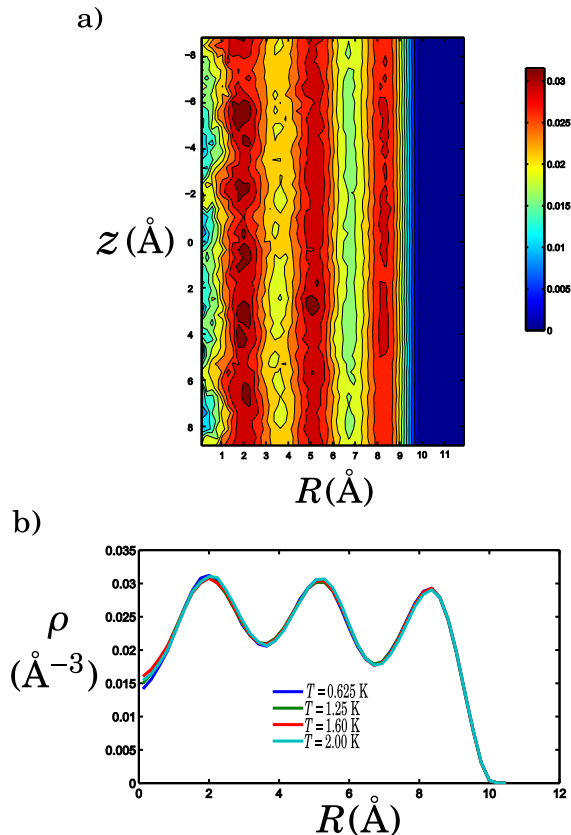 a)
−8
−6
−4
−2
0
2
4
6
8
z (Å)
1 2 3 4 5 6 7 8 9 10 11
R(Å)
0.03
0.025
0.02
0.015
0.01
0.005
0
b)
0.035
0.03
0.025
0.02
0.015
0.01
0.005
0
ρ
(Å−3)
T = 0.625 K
T = 1.25 K
T = 1.60 K
T = 2.00 K
0 2 4 6 8 10 12
R(Å)